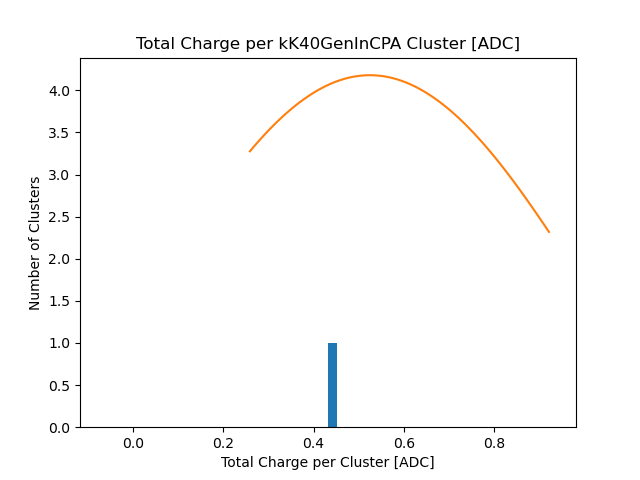 Total Charge per kK40GenInCPA Cluster [ADC]
Number of Clusters
4.0
3.5
3.0
2.5
2.0
1.5
1.0
0.5
0.0
0.0 0.2 0.4 0.6 0.8
Total Charge per Cluster [ADC]